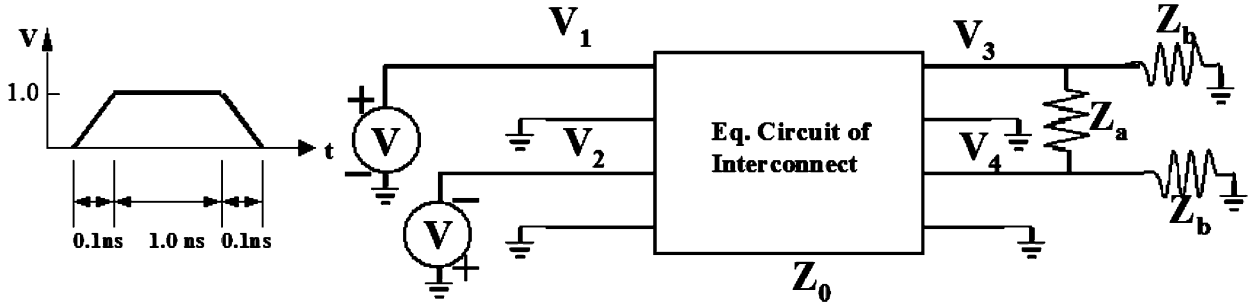 V
1.0
t
0.1ns 1.0 ns 0.1ns
V1
V2
+
V
−
−
V
+
Eq. Circuit of
Interconnect
Z0
V3
V4
Za
Zb
Zb